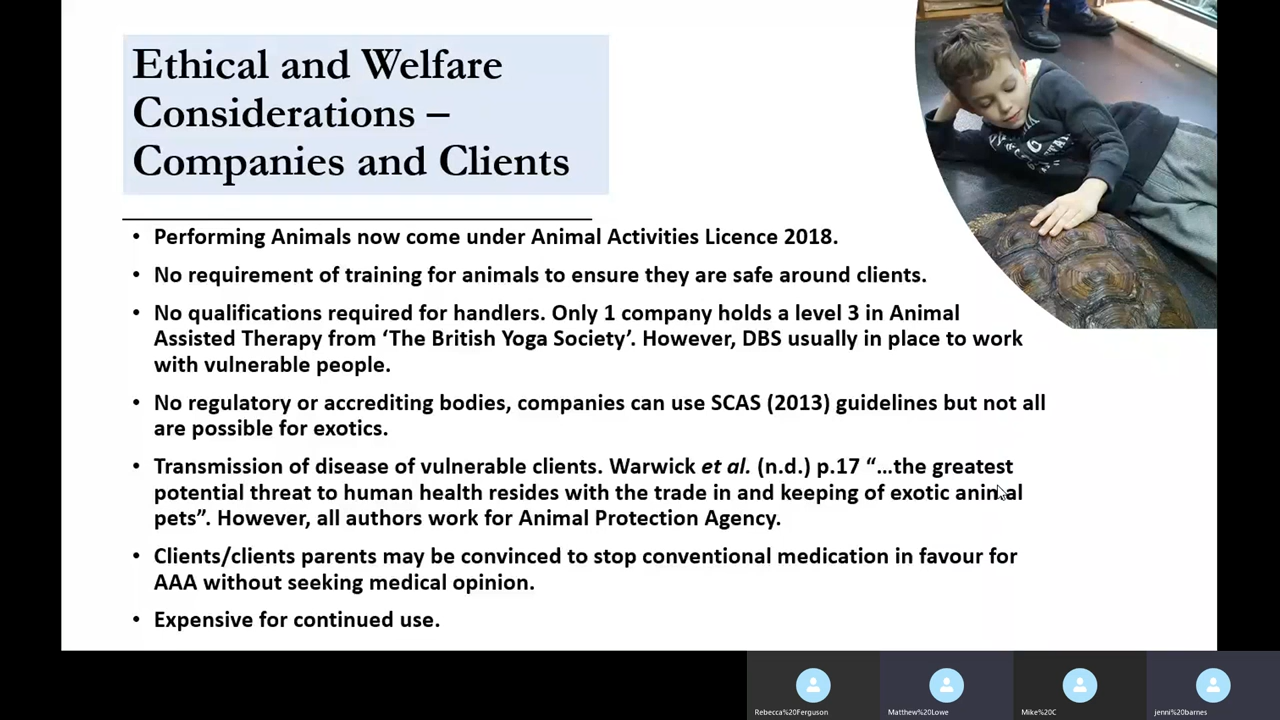 Ethical and Welfare
Considerations –
Companies and Clients
• Performing Animals now come under Animal Activities Licence 2018.
• No requirement of training for animals to ensure they are safe around clients.
• No qualifications required for handlers. Only 1 company holds a level 3 in Animal
Assisted Therapy from ‘The British Yoga Society’. However, DBS usually in place to work
with vulnerable people.
• No regulatory or accrediting bodies, companies can use SCAS (2013) guidelines but not all
are possible for exotics.
• Transmission of disease of vulnerable clients. Warwick et al. (n.d.) p.17 “…the greatest
potential threat to human health resides with the trade in and keeping of exotic animal
pets”. However, all authors work for Animal Protection Agency.
• Clients/clients parents may be convinced to stop conventional medication in favour for
AAA without seeking medical opinion.
• Expensive for continued use.
Rebecca%20Ferguson
Matthew%20Lowe
Mike%20C
jenni%20barnes